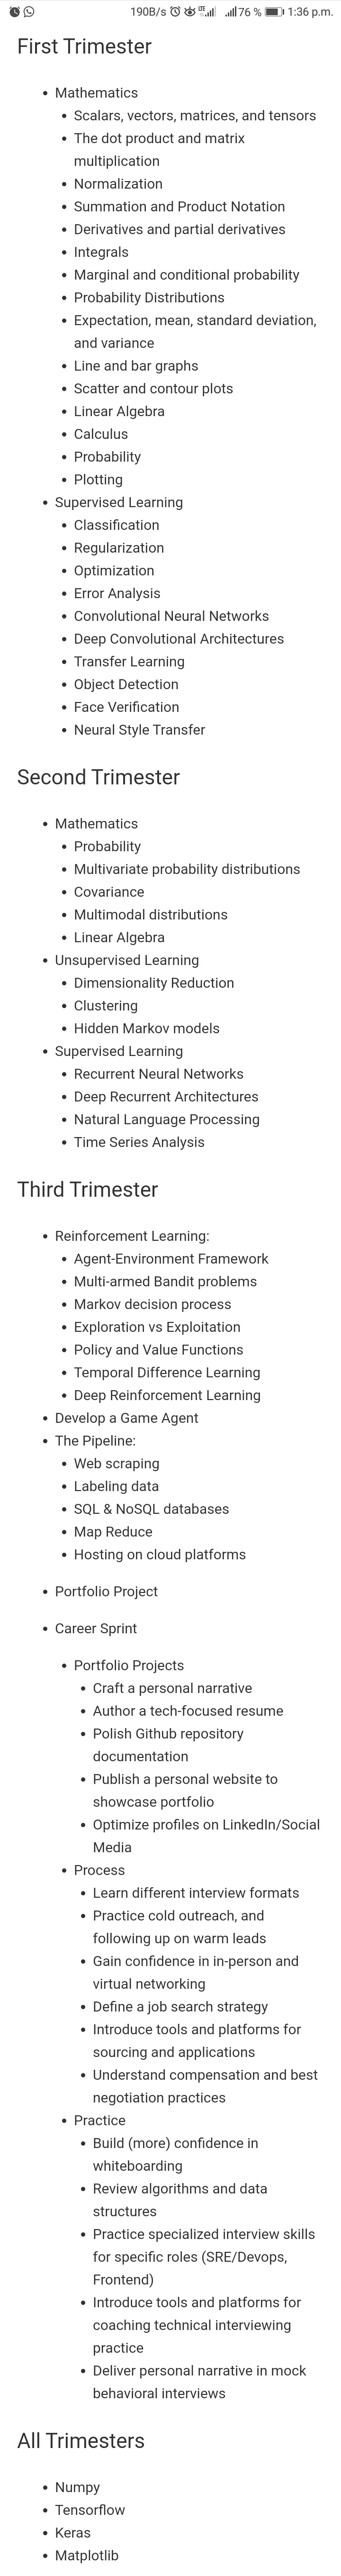 190B/s LTE 76 % 1:36 p.m.
First Trimester
Mathematics
Scalars, vectors, matrices, and tensors
The dot product and matrix
multiplication
Normalization
Summation and Product Notation
Derivatives and partial derivatives
Integrals
Marginal and conditional probability
Probability Distributions
Expectation, mean, standard deviation,
and variance
Line and bar graphs
Scatter and contour plots
Linear Algebra
Calculus
Probability
Plotting
Supervised Learning
Classification
Regularization
Optimization
Error Analysis
Convolutional Neural Networks
Deep Convolutional Architectures
Transfer Learning
Object Detection
Face Verification
Neural Style Transfer
Second Trimester
Mathematics
Probability
Multivariate probability distributions
Covariance
Multimodal distributions
Linear Algebra
Unsupervised Learning
Dimensionality Reduction
Clustering
Hidden Markov models
Supervised Learning
Recurrent Neural Networks
Deep Recurrent Architectures
Natural Language Processing
Time Series Analysis
Third Trimester
Reinforcement Learning:
Agent-Environment Framework
Multi-armed Bandit problems
Markov decision process
Exploration vs Exploitation
Policy and Value Functions
Temporal Difference Learning
Deep Reinforcement Learning
Develop a Game Agent
The Pipeline:
Web scraping
Labeling data
SQL & NoSQL databases
Map Reduce
Hosting on cloud platforms
Portfolio Project
Career Sprint
Portfolio Projects
Craft a personal narrative
Author a tech-focused resume
Polish Github repository
documentation
Publish a personal website to
showcase portfolio
Optimize profiles on LinkedIn/Social
Media
Process
Learn different interview formats
Practice cold outreach, and
following up on warm leads
Gain confidence in in-person and
virtual networking
Define a job search strategy
Introduce tools and platforms for
sourcing and applications
Understand compensation and best
negotiation practices
Practice
Build (more) confidence in
whiteboarding
Review algorithms and data
structures
Practice specialized interview skills
for specific roles (SRE/Devops,
Frontend)
Introduce tools and platforms for
coaching technical interviewing
practice
Deliver personal narrative in mock
behavioral interviews
All Trimesters
Numpy
Tensorflow
Keras
Matplotlib